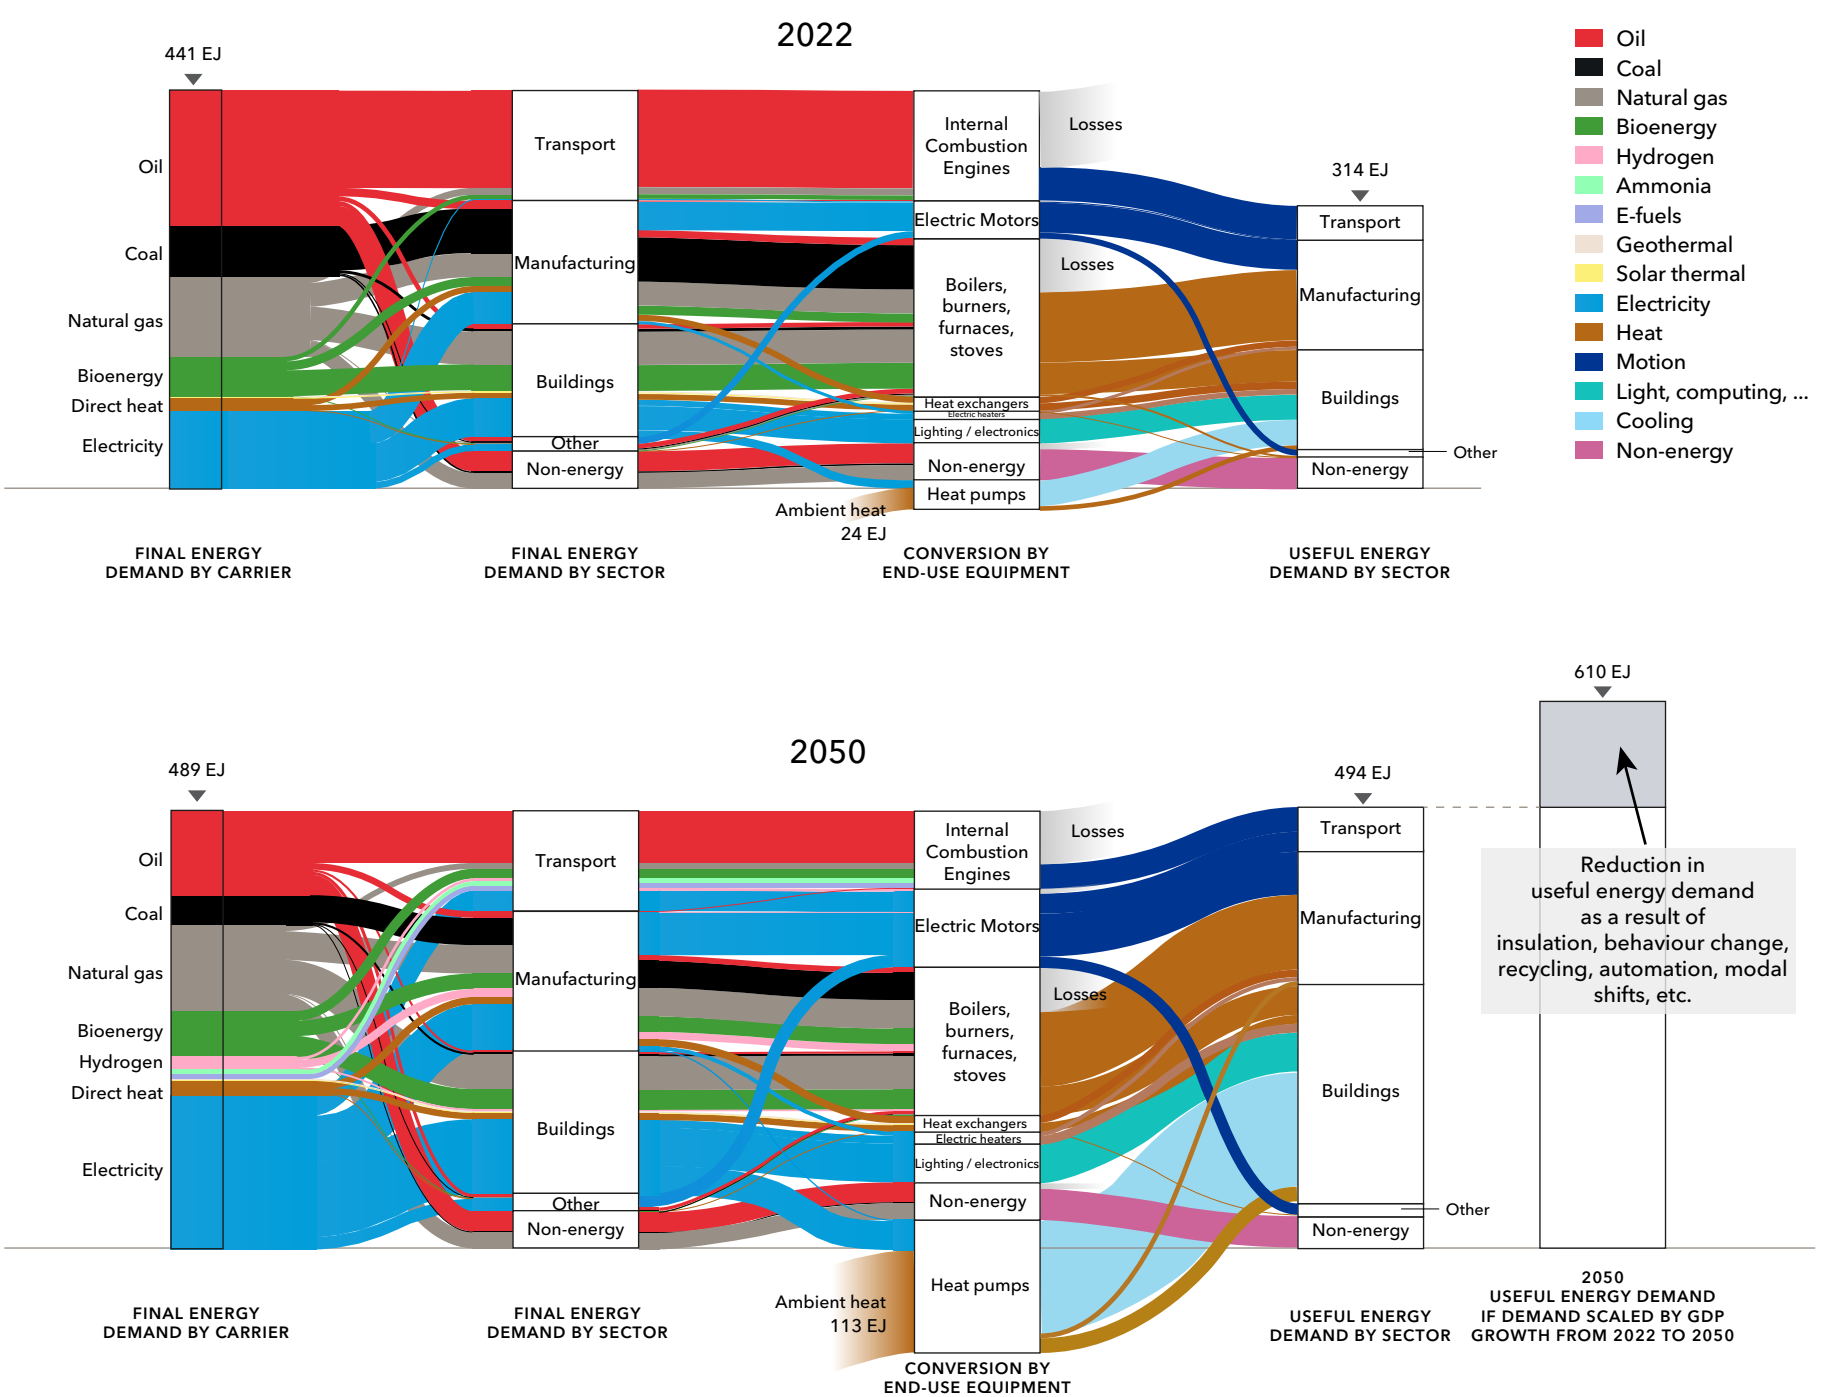 2022
441 EJ
Oil
Coal
Natural gas
Bioenergy
Direct heat
Electricity
Transport
Manufacturing
Buildings
Other
Non-energy
Internal
Combustion
Engines
Electric Motors
Boilers,
burners,
furnaces,
stoves
Heat exchangers
Electric heaters
Lighting / electronics
Non-energy
Heat pumps
Losses
Losses
Ambient heat
24 EJ
314 EJ
Transport
Manufacturing
Buildings
Other
Non-energy
FINAL ENERGY
DEMAND BY CARRIER
FINAL ENERGY
DEMAND BY SECTOR
CONVERSION BY
END-USE EQUIPMENT
USEFUL ENERGY
DEMAND BY SECTOR
Oil
Coal
Natural gas
Bioenergy
Hydrogen
Ammonia
E-fuels
Geothermal
Solar thermal
Electricity
Heat
Motion
Light, computing, ...
Cooling
Non-energy
2050
489 EJ
Oil
Coal
Natural gas
Bioenergy
Hydrogen
Direct heat
Electricity
Transport
Manufacturing
Buildings
Other
Non-energy
Internal
Combustion
Engines
Electric Motors
Boilers,
burners,
furnaces,
stoves
Heat exchangers
Electric heaters
Lighting / electronics
Non-energy
Heat pumps
Losses
Losses
Ambient heat
113 EJ
494 EJ
Transport
Manufacturing
Buildings
Other
Non-energy
610 EJ
Reduction in
useful energy demand
as a result of
insulation, behaviour change,
recycling, automation, modal
shifts, etc.
FINAL ENERGY
DEMAND BY CARRIER
FINAL ENERGY
DEMAND BY SECTOR
CONVERSION BY
END-USE EQUIPMENT
USEFUL ENERGY
DEMAND BY SECTOR
2050
USEFUL ENERGY DEMAND
IF DEMAND SCALED BY GDP
GROWTH FROM 2022 TO 2050